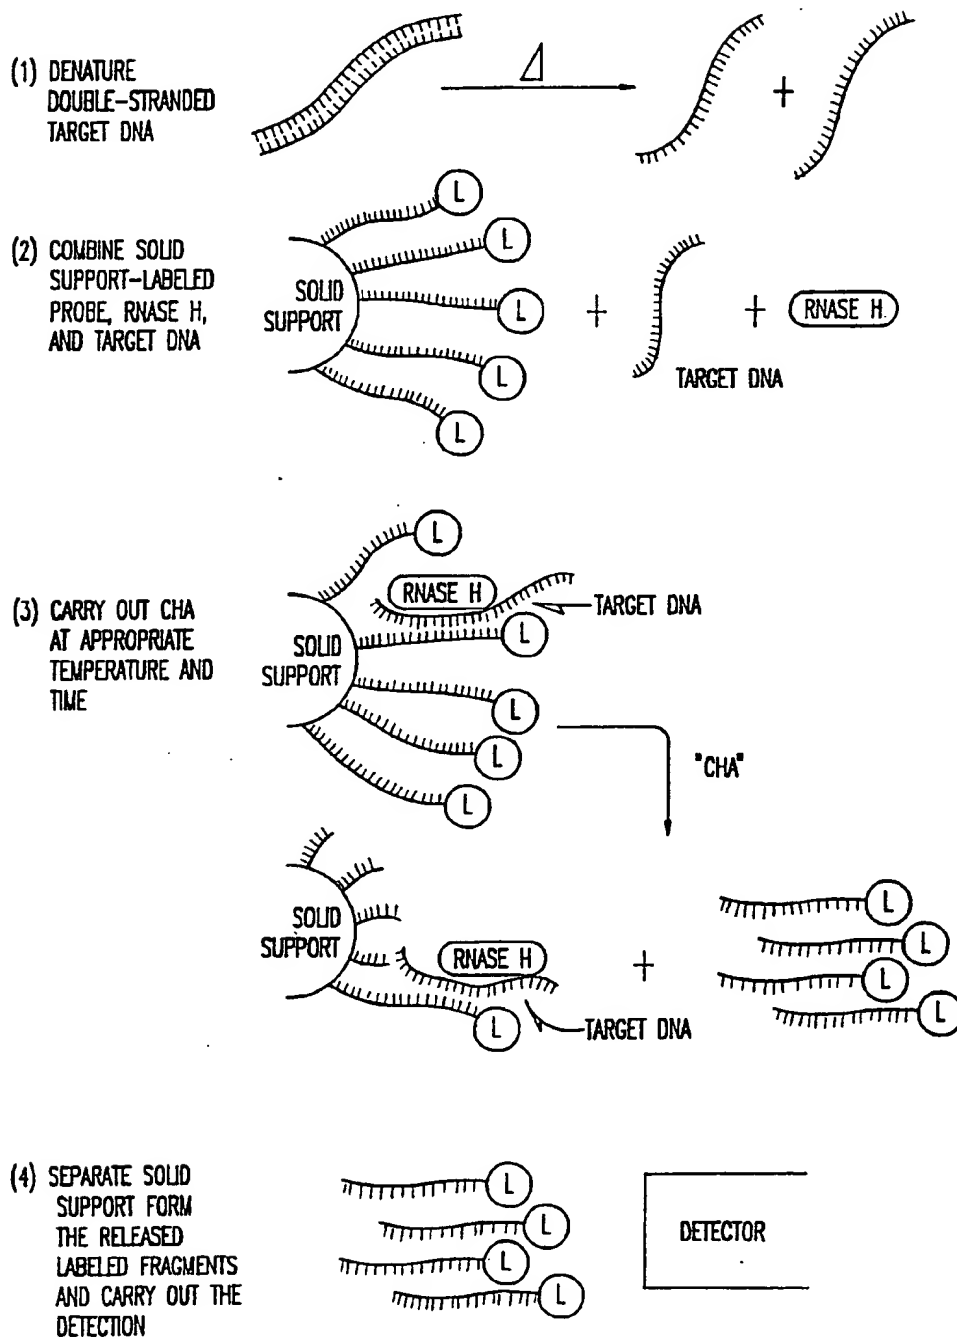 (1) DENATURE
DOUBLE-STRANDED
TARGET DNA
Δ
+
(2) COMBINE SOLID
SUPPORT-LABELED
PROBE, RNASE H,
AND TARGET DNA
L
L
SOLID
SUPPORT
L
L
L
+
TARGET DNA
+
RNASE H
(3) CARRY OUT CHA
AT APPROPRIATE
TEMPERATURE AND
TIME
L
RNASE H
TARGET DNA
L
SOLID
SUPPORT
L
L
L
"CHA"
SOLID
SUPPORT
RNASE H
L
TARGET DNA
+
L
L
L
L
(4) SEPARATE SOLID
SUPPORT FORM
THE RELEASED
LABELED FRAGMENTS
AND CARRY OUT THE
DETECTION
L
L
L
L
DETECTOR